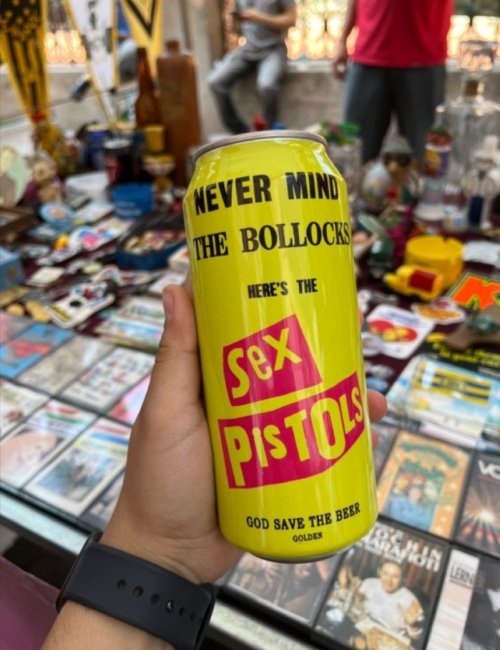 NEVER MIND
THE BOLLOCKS
HERE'S THE
Sex
PisTOLS
GOD SAVE THE BEER
GOLDEN